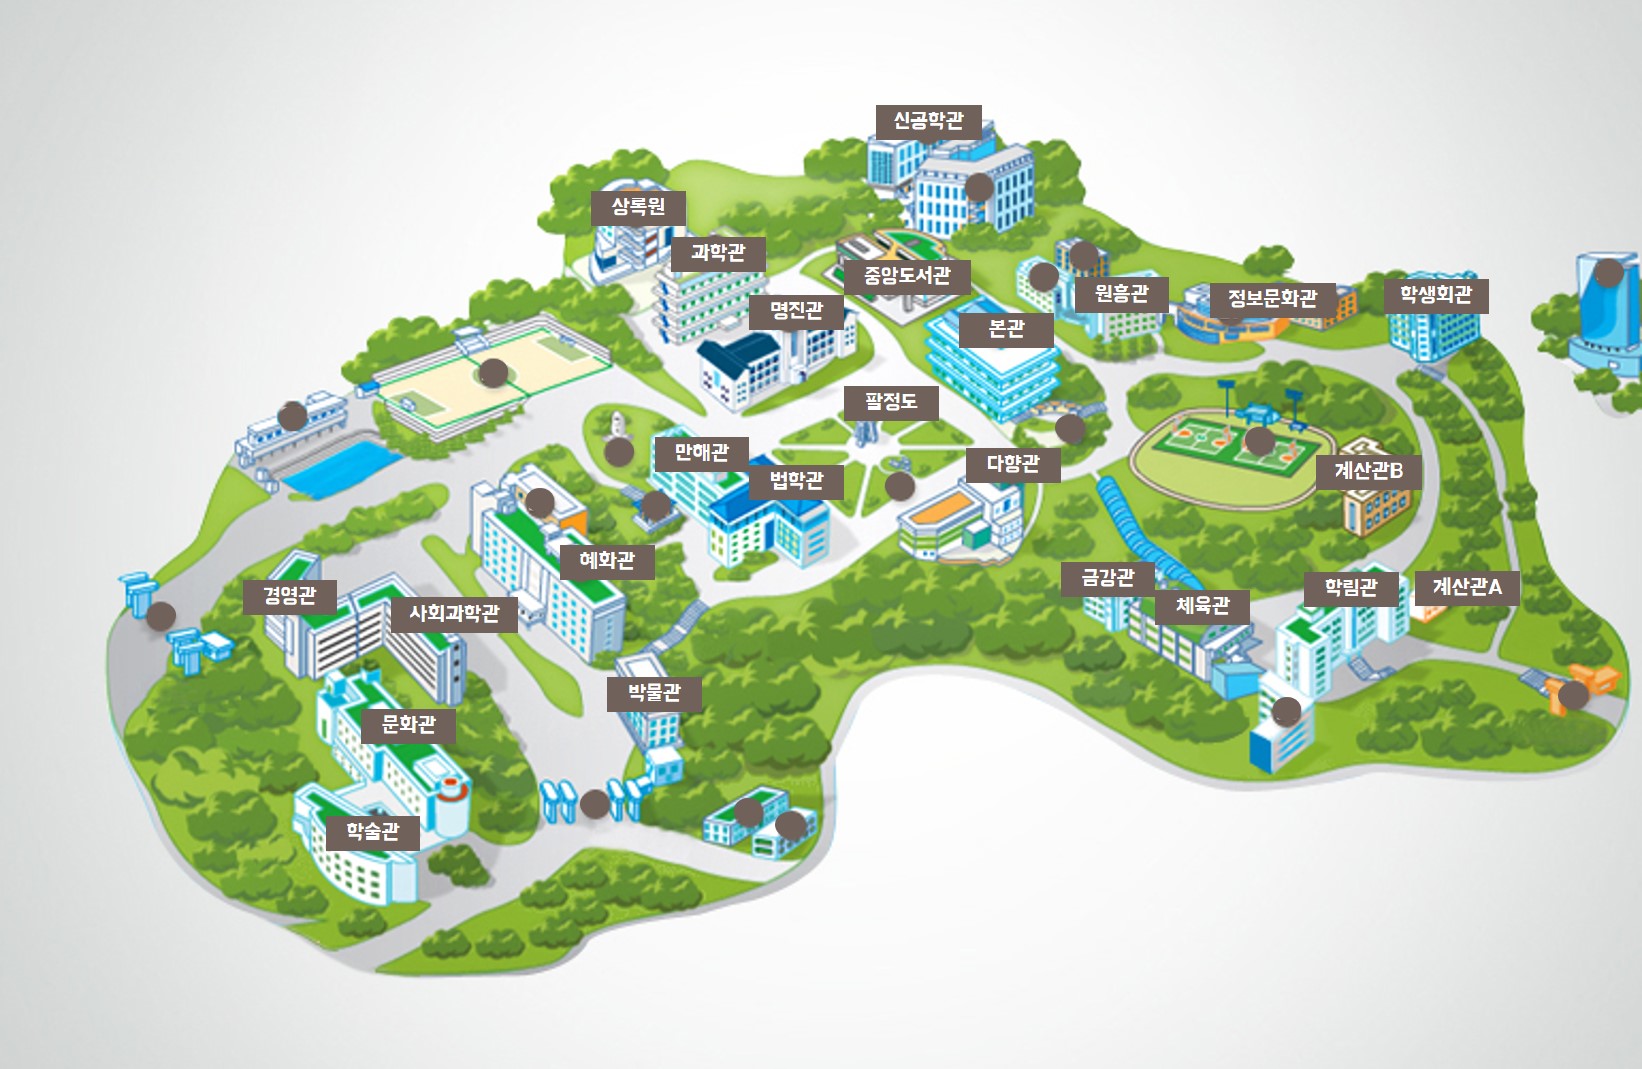 신공학관
상록원
과학관
중앙도서관
명진관
원흥관
정보문화관
학생회관
본관
팔정도
만해관
다향관
법학관
계산관B
혜화관
금강관
경영관
사회과학관
체육관
학림관
계산관A
박물관
문화관
학술관